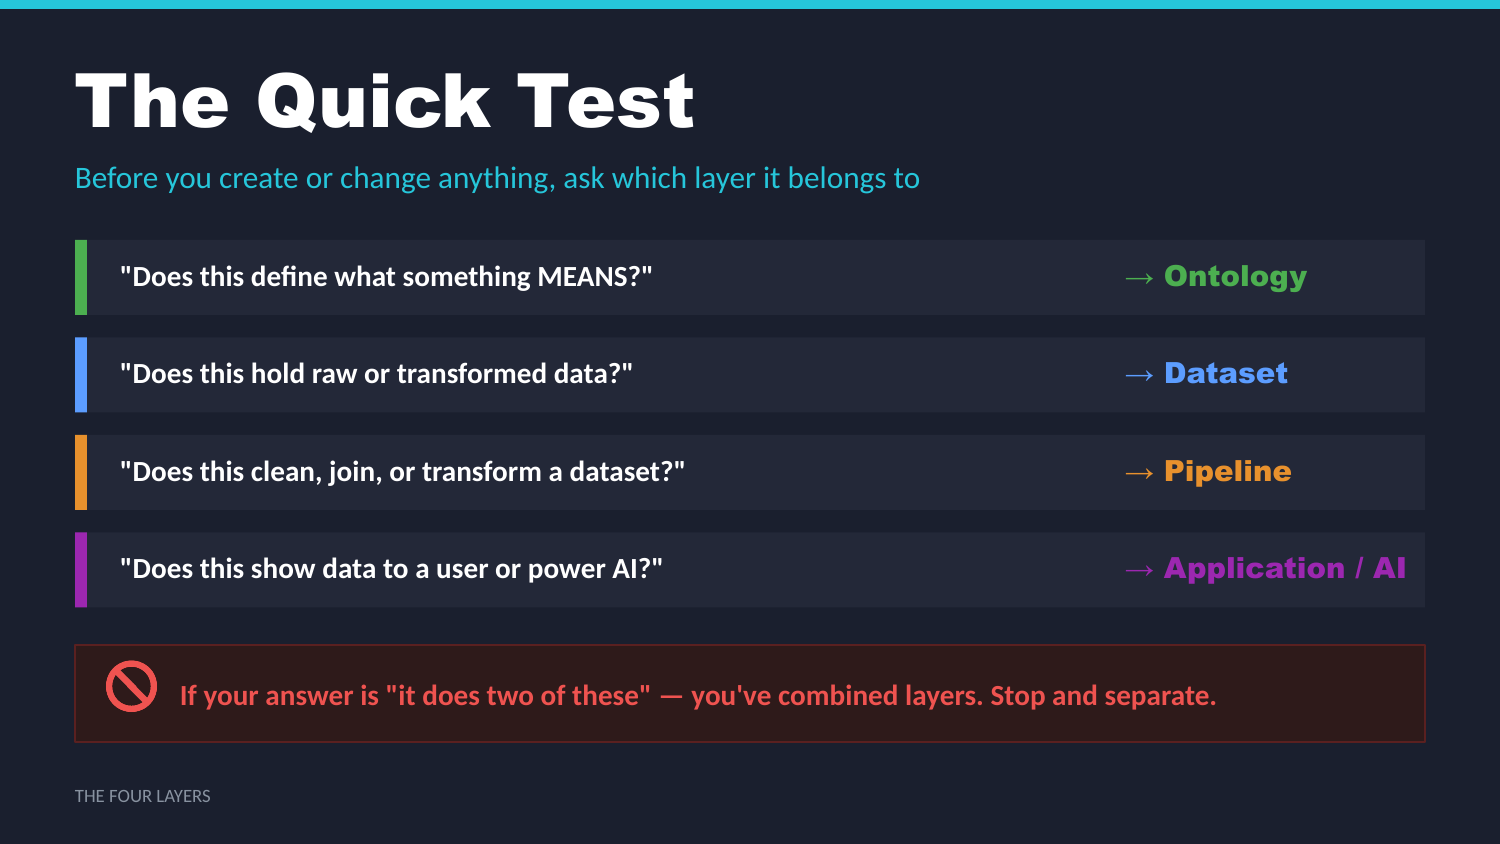 The Quick Test
Before you create or change anything, ask which layer it belongs to
"Does this define what something MEANS?" → Ontology
"Does this hold raw or transformed data?" → Dataset
"Does this clean, join, or transform a dataset?" → Pipeline
"Does this show data to a user or power AI?" → Application / AI
If your answer is "it does two of these" — you've combined layers. Stop and separate.
THE FOUR LAYERS